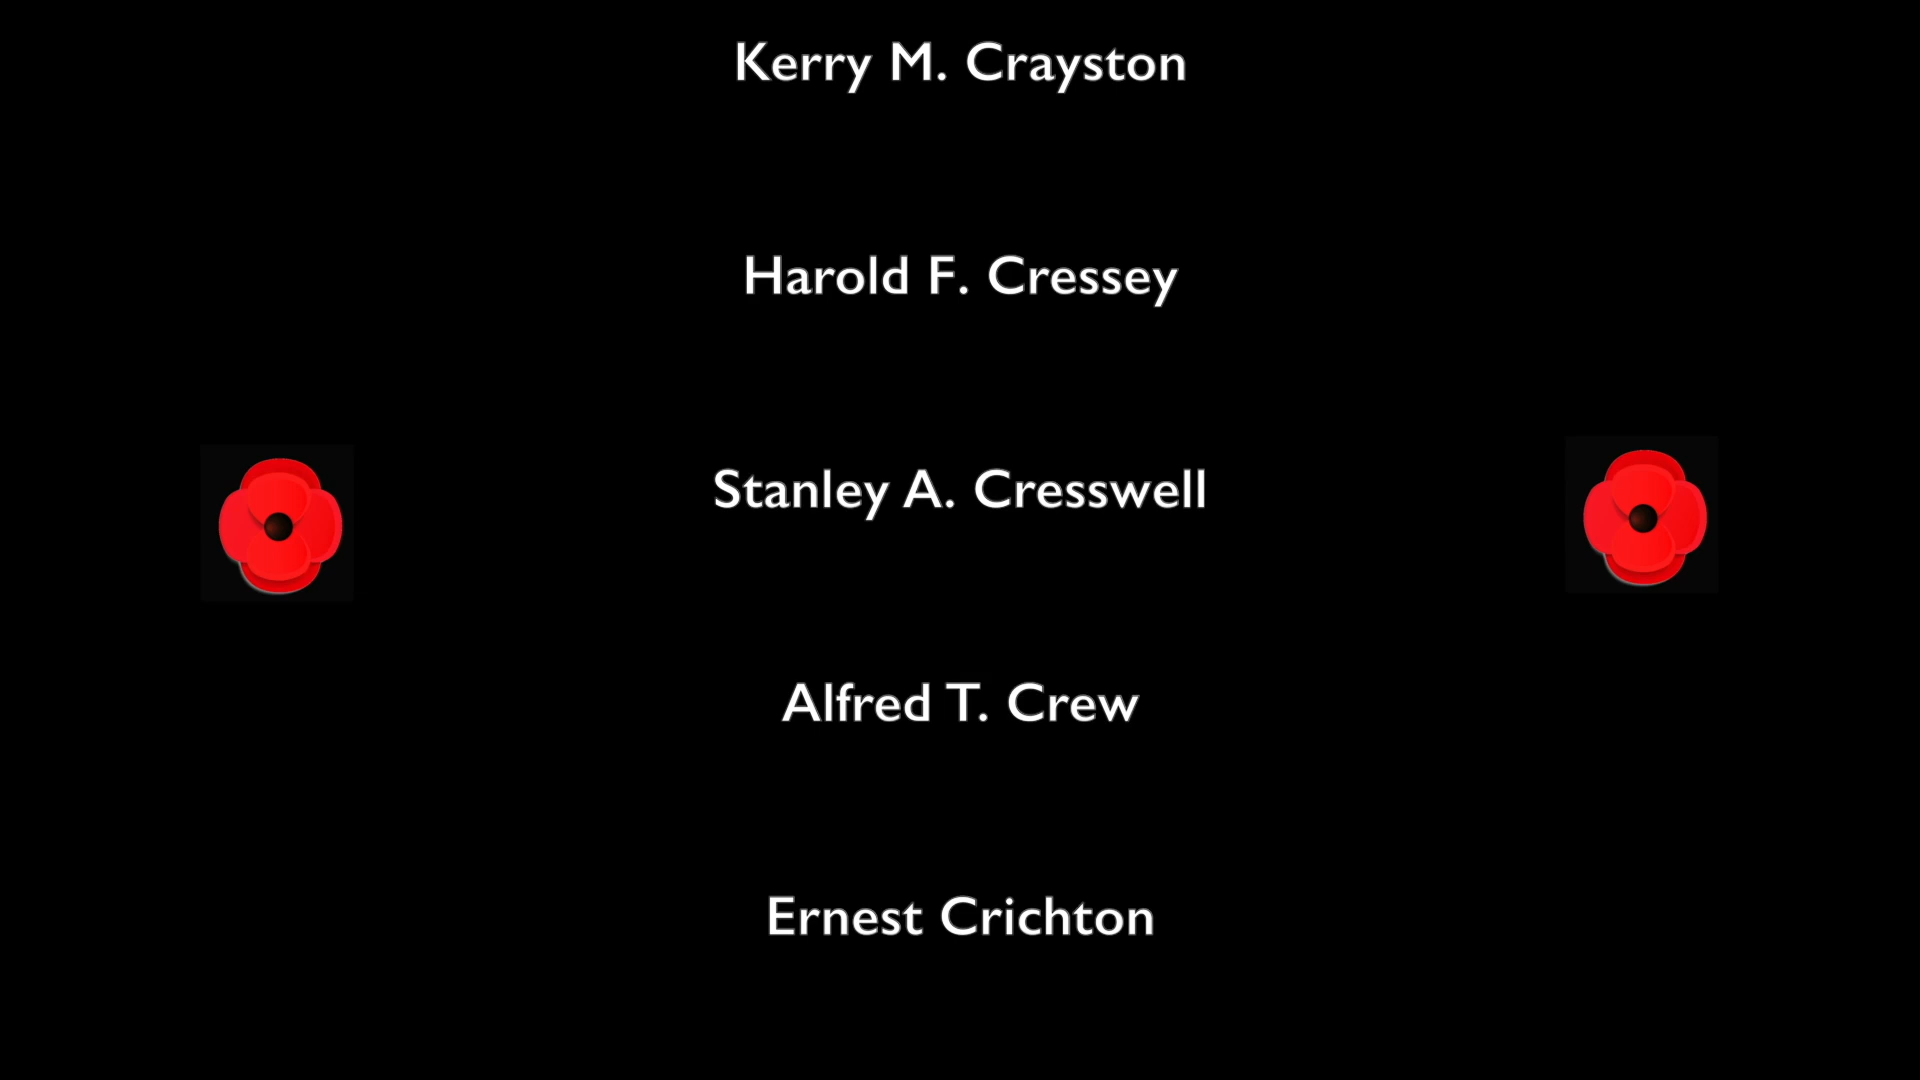 Kerry M. Crayston
Harold F. Cressey
Stanley A. Cresswell
Alfred T. Crew
Ernest Crichton